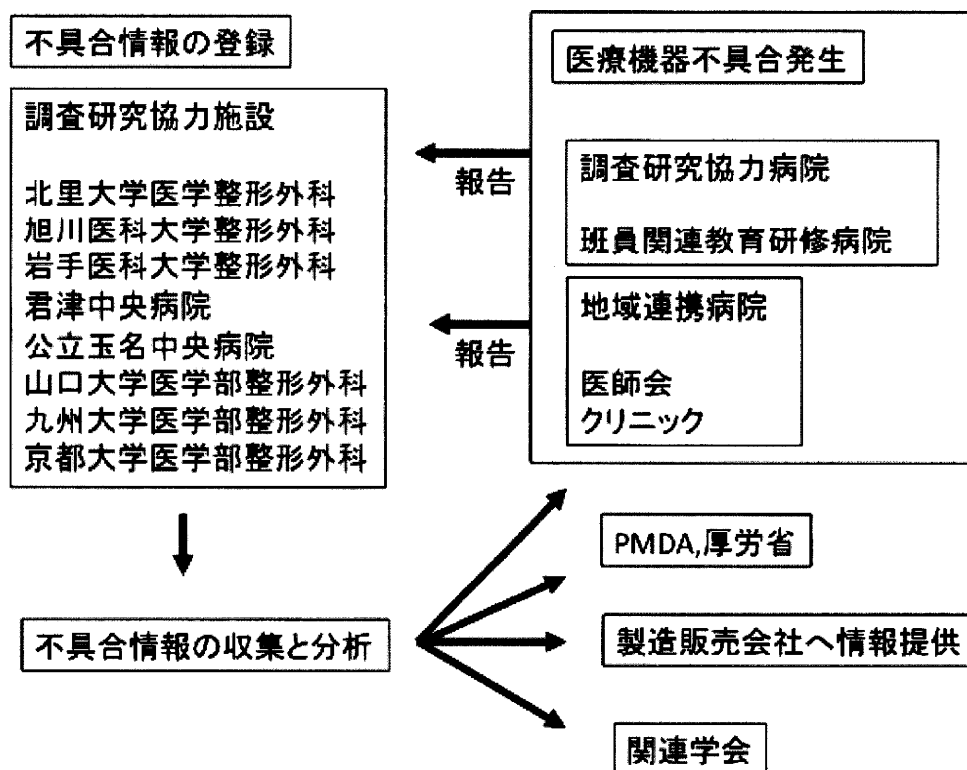 不具合情報の登録
調査研究協力施設
北里大学医学整形外科
旭川医科大学整形外科
岩手医科大学整形外科
君津中央病院
公立玉名中央病院
山口大学医学部整形外科
九州大学医学部整形外科
京都大学医学部整形外科
医療機器不具合発生
報告
調査研究協力病院
班員関連教育研修病院
報告
地域連携病院
医師会
クリニック
不具合情報の収集と分析
PMDA,厚労省
製造販売会社へ情報提供
関連学会